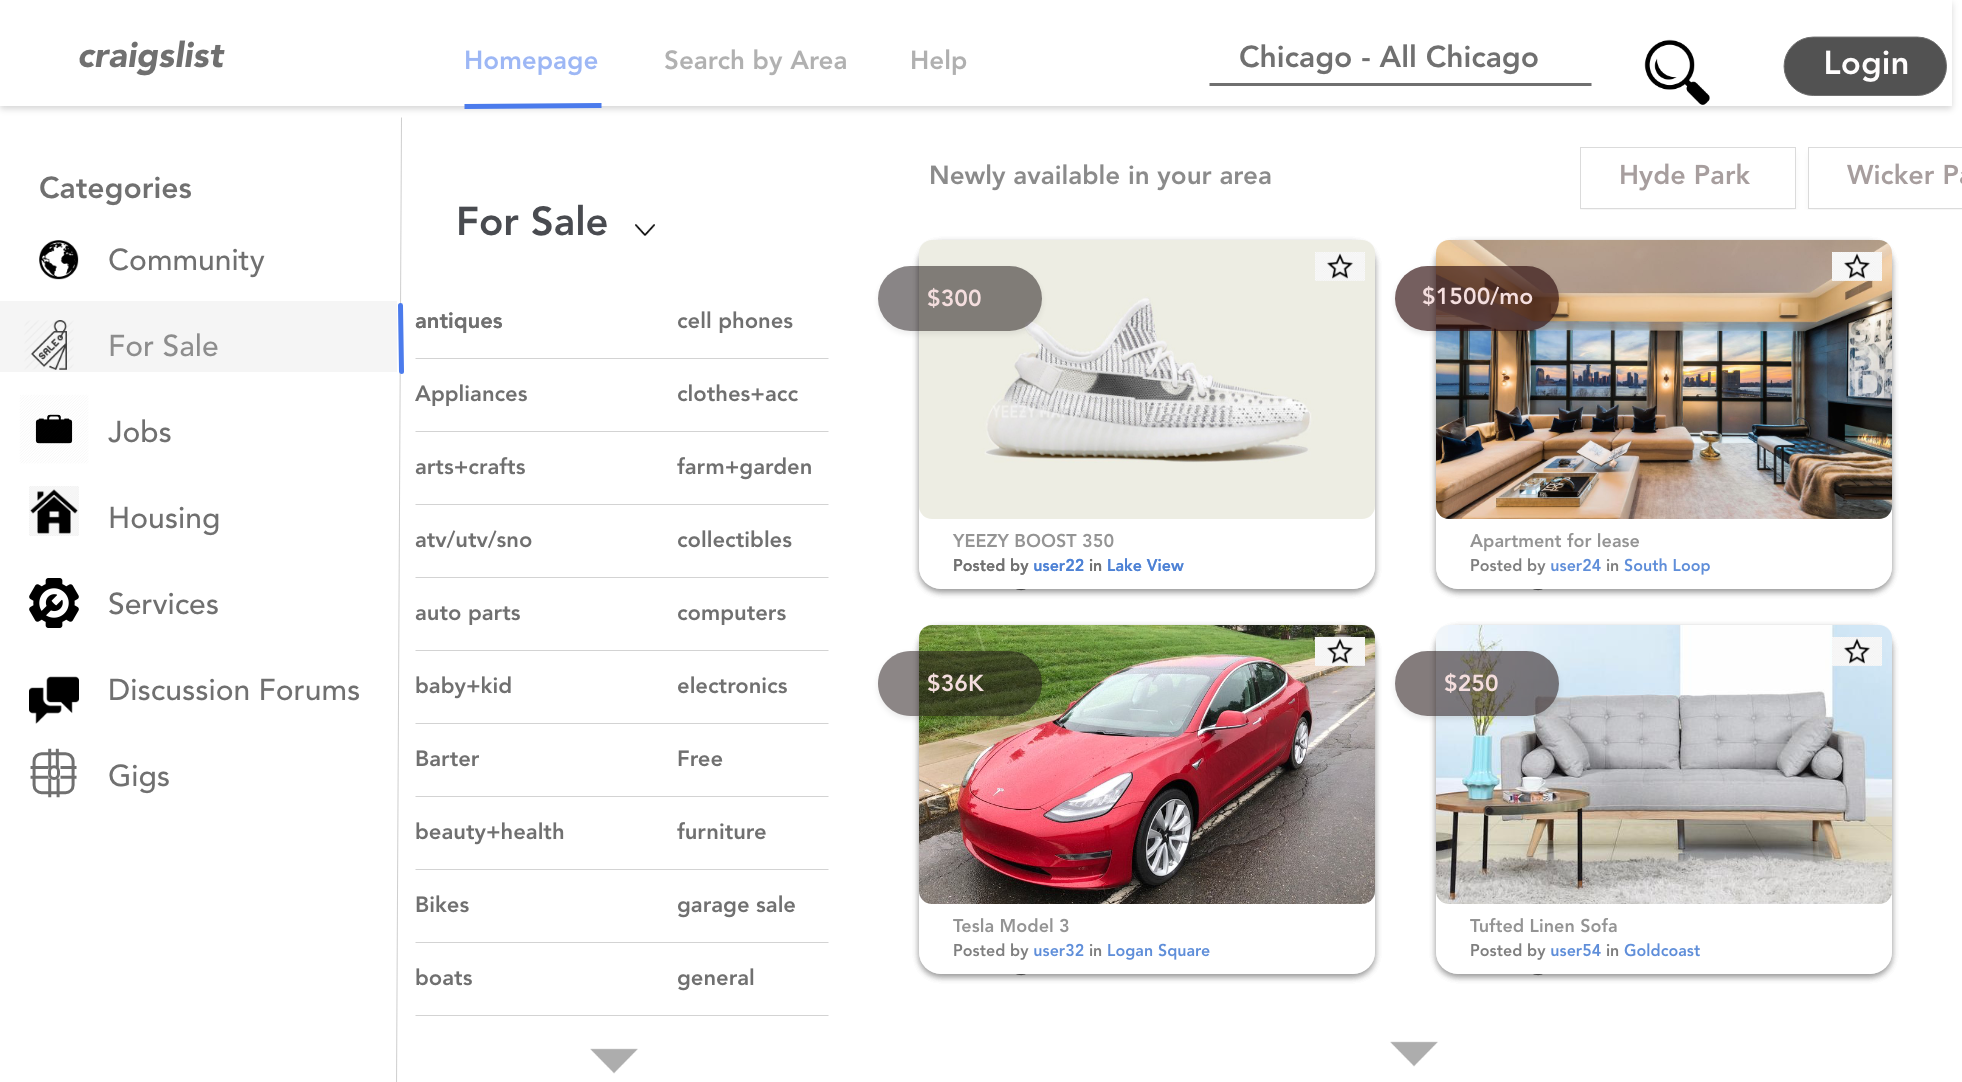 craigslist
Homepage
Search by Area
Help
Chicago - All Chicago
Login
Categories
Community
For Sale
SALE
Jobs
Housing
Services
Discussion Forums
Gigs
For Sale
antiques cell phones
Appliances clothes+acc
arts+crafts farm+garden
atv/utv/sno collectibles
auto parts computers
baby+kid electronics
Barter Free
beauty+health furniture
Bikes garage sale
boats general
Newly available in your area
Hyde Park
Wicker Pa
$300
YEEZY BOOST 350
Posted by user22 in Lake View
$1500/mo
Apartment for lease
Posted by user24 in South Loop
$36K
Tesla Model 3
Posted by user32 in Logan Square
$250
Tufted Linen Sofa
Posted by user54 in Goldcoast